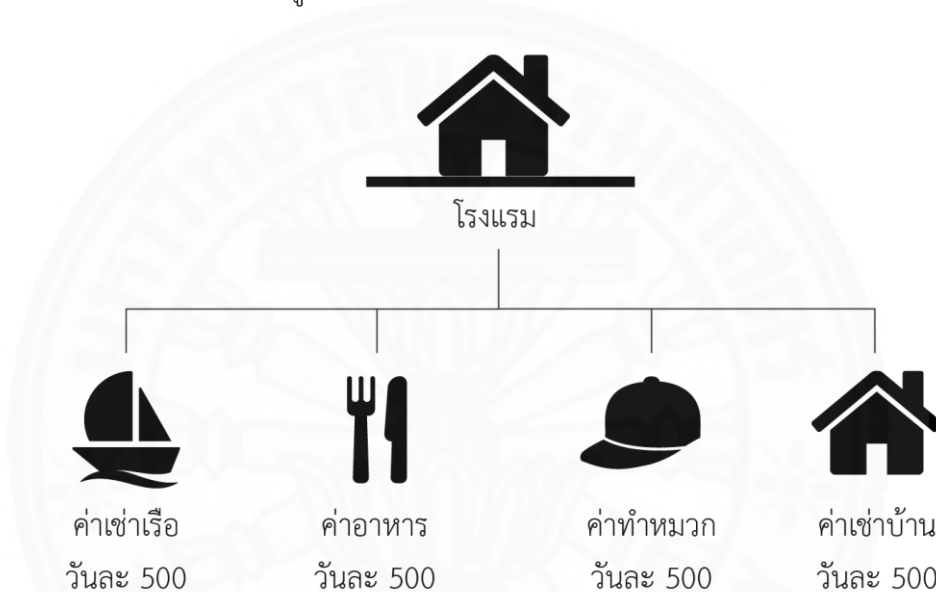 โรงแรม
ค่าเช่าเรือ ค่าอาหาร ค่าทำหมวก ค่าเช่าบ้าน
วันละ 500 วันละ 500 วันละ 500 วันละ 500